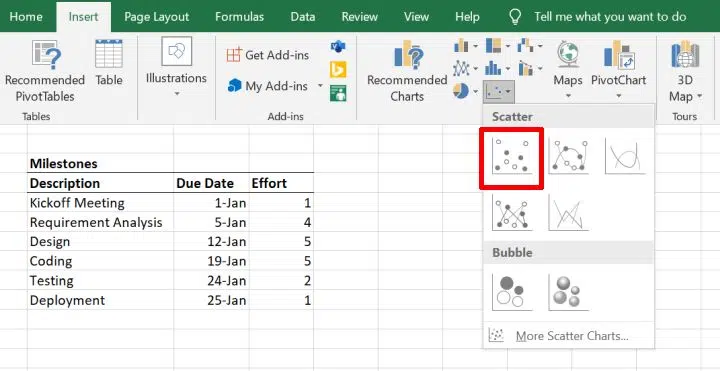 Home Insert Page Layout Formulas Data Review View Help Tell me what you want to do
Recommended PivotTables
Table
Illustrations
Get Add-ins
My Add-ins
Recommended Charts
Maps
PivotChart
3D Map
Tables
Add-ins
Tours
Scatter
Bubble
More Scatter Charts...
Milestones
Description Due Date Effort
Kickoff Meeting 1-Jan 1
Requirement Analysis 5-Jan 4
Design 12-Jan 5
Coding 19-Jan 5
Testing 24-Jan 2
Deployment 25-Jan 1